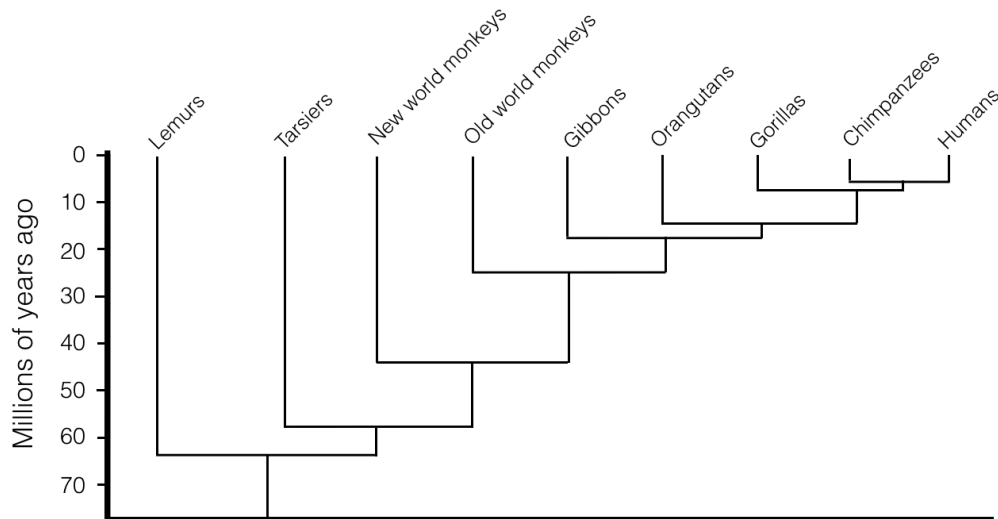 Lemurs
Tarsiers
New world monkeys
Old world monkeys
Gibbons
Orangutans
Gorillas
Chimpanzees
Humans
Millions of years ago
0
10
20
30
40
50
60
70